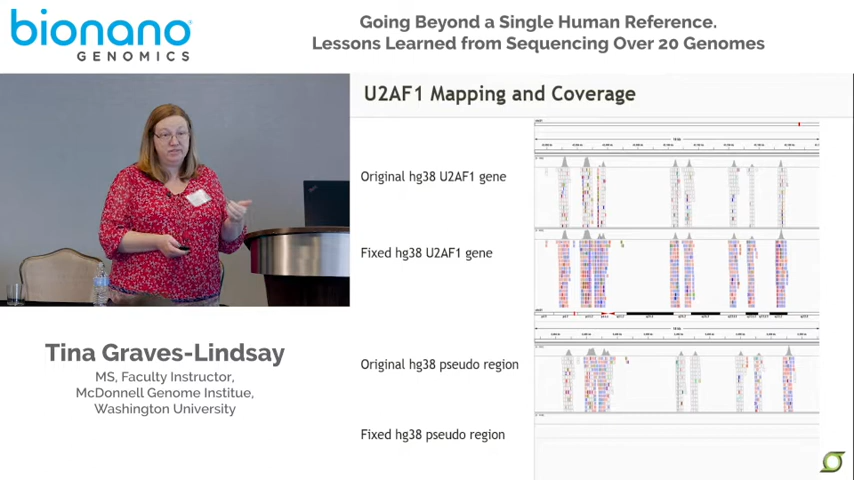 bionano
GENOMICS
Going Beyond a Single Human Reference.
Lessons Learned from Sequencing Over 20 Genomes
U2AF1 Mapping and Coverage
Original hg38 U2AF1 gene
Fixed hg38 U2AF1 gene
Tina Graves-Lindsay
MS, Faculty Instructor,
McDonnell Genome Institue,
Washington University
Original hg38 pseudo region
Fixed hg38 pseudo region